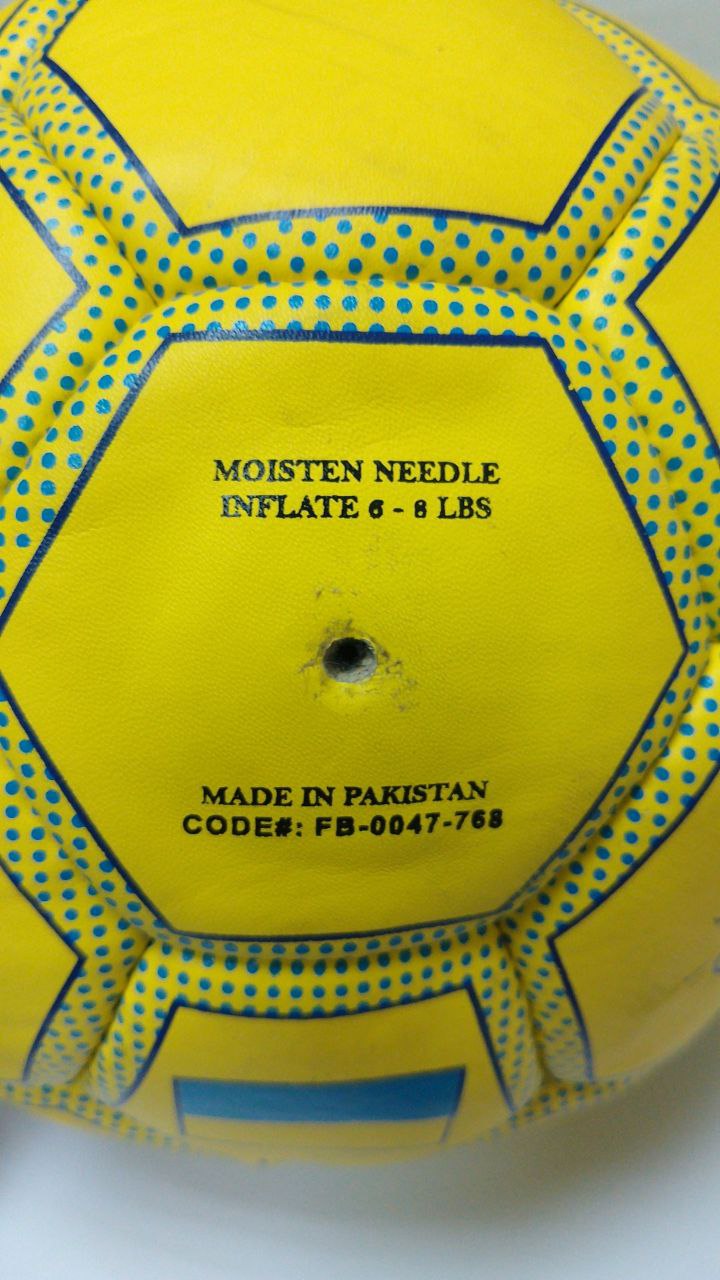 MOISTEN NEEDLE
INFLATE 6 - 8 LBS
MADE IN PAKISTAN
CODE#: FB-0047-768